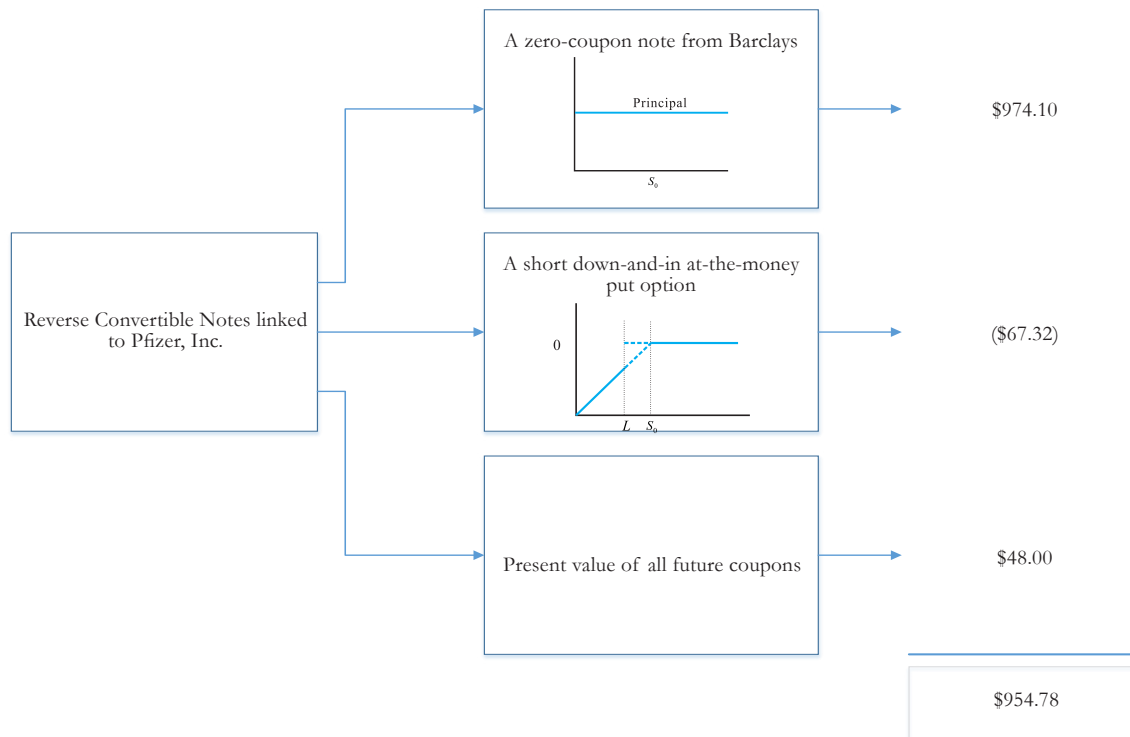 A zero-coupon note from Barclays
Principal
S₀
$974.10
Reverse Convertible Notes linked
to Pfizer, Inc.
A short down-and-in at-the-money
put option
0
L S₀
($67.32)
Present value of all future coupons
$48.00
$954.78